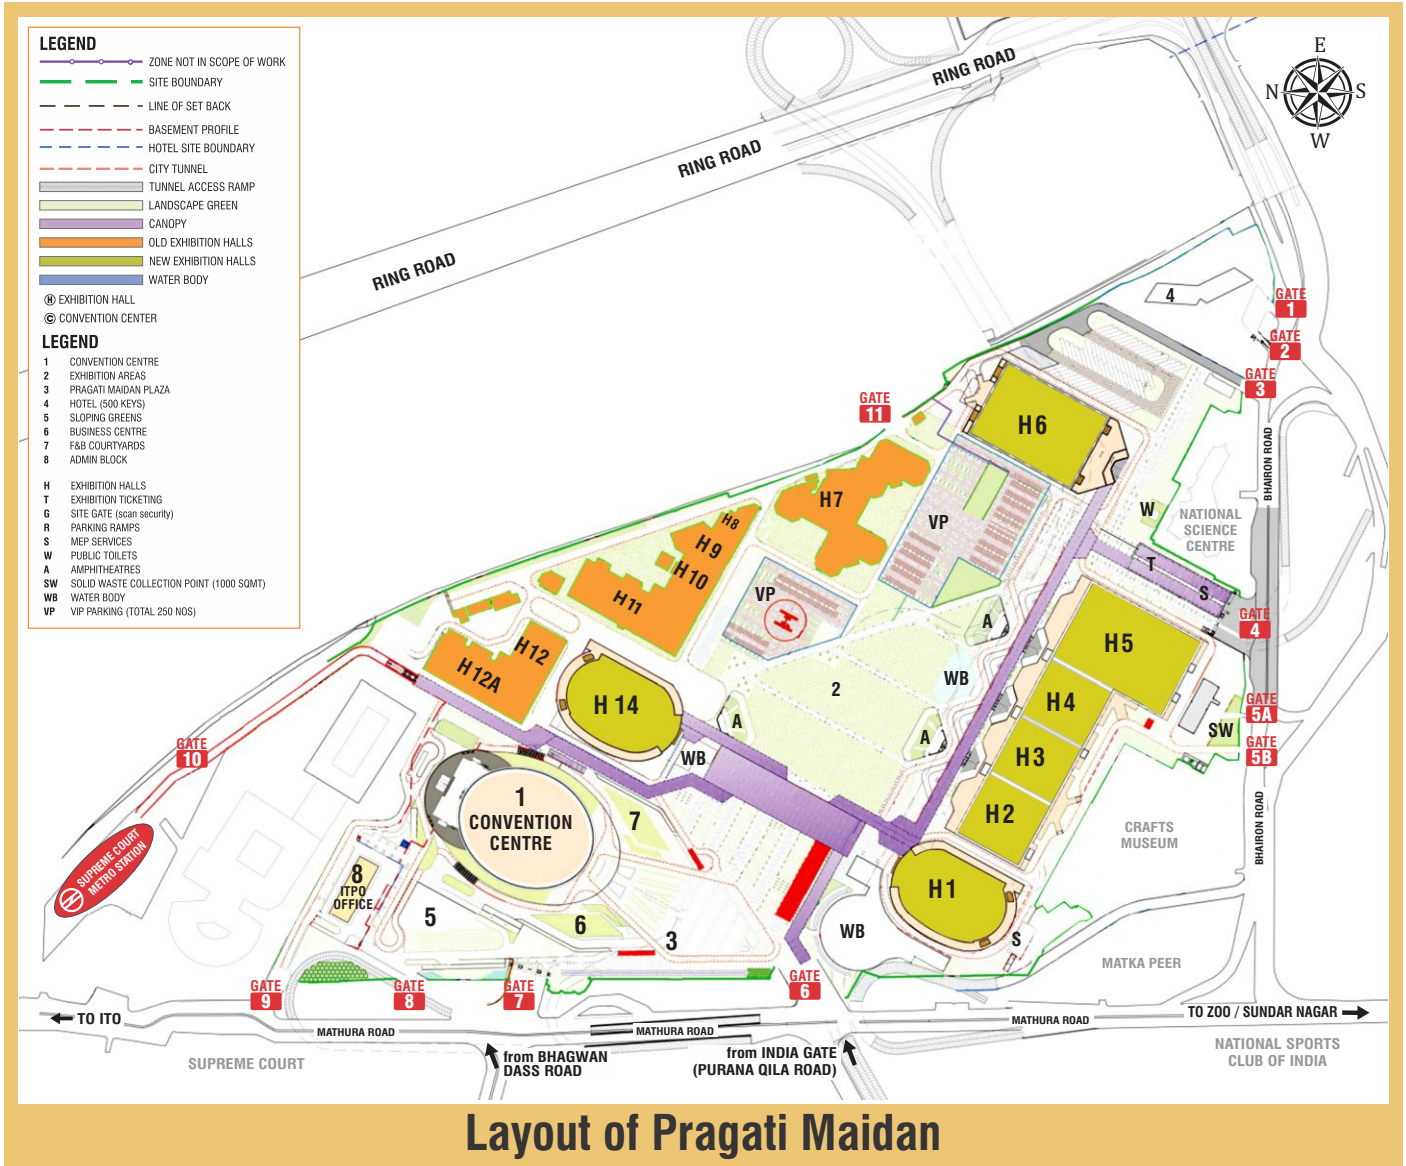 LEGEND
ZONE NOT IN SCOPE OF WORK
SITE BOUNDARY
LINE OF SET BACK
BASEMENT PROFILE
HOTEL SITE BOUNDARY
CITY TUNNEL
TUNNEL ACCESS RAMP
LANDSCAPE GREEN
CANOPY
OLD EXHIBITION HALLS
NEW EXHIBITION HALLS
WATER BODY
Ⓗ EXHIBITION HALL
Ⓒ CONVENTION CENTER
LEGEND
1 CONVENTION CENTRE
2 EXHIBITION AREAS
3 PRAGATI MAIDAN PLAZA
4 HOTEL (500 KEYS)
5 SLOPING GREENS
6 BUSINESS CENTRE
7 F&B COURTYARDS
8 ADMIN BLOCK
H EXHIBITION HALLS
T EXHIBITION TICKETING
G SITE GATE (scan security)
R PARKING RAMPS
S MEP SERVICES
W PUBLIC TOILETS
A AMPHITHEATRES
SW SOLID WASTE COLLECTION POINT (1000 SQMT)
WB WATER BODY
VP VIP PARKING (TOTAL 250 NOS)
E
N S
W
RING ROAD
RING ROAD
RING ROAD
4
GATE
1
GATE
2
GATE
3
GATE
11
H6
BHAIRON ROAD
H7
VP
W
NATIONAL
SCIENCE
CENTRE
H8
H9
H10
H11
VP
T
S
A
GATE
4
H5
H12
H12A
H 14
2
WB
H4
GATE
5A
SW
GATE
5B
A
A
WB
H3
GATE
10
1
CONVENTION
CENTRE
7
H2
CRAFTS
MUSEUM
BHAIRON ROAD
SUPREME COURT
METRO STATION
8
ITPO
OFFICE
H1
5
6
3
WB
S
MATKA PEER
GATE
9
GATE
8
GATE
7
GATE
6
TO ITO
MATHURA ROAD
MATHURA ROAD
MATHURA ROAD
TO ZOO / SUNDAR NAGAR
SUPREME COURT
from BHAGWAN
DASS ROAD
from INDIA GATE
(PURANA QILA ROAD)
NATIONAL SPORTS
CLUB OF INDIA
Layout of Pragati Maidan